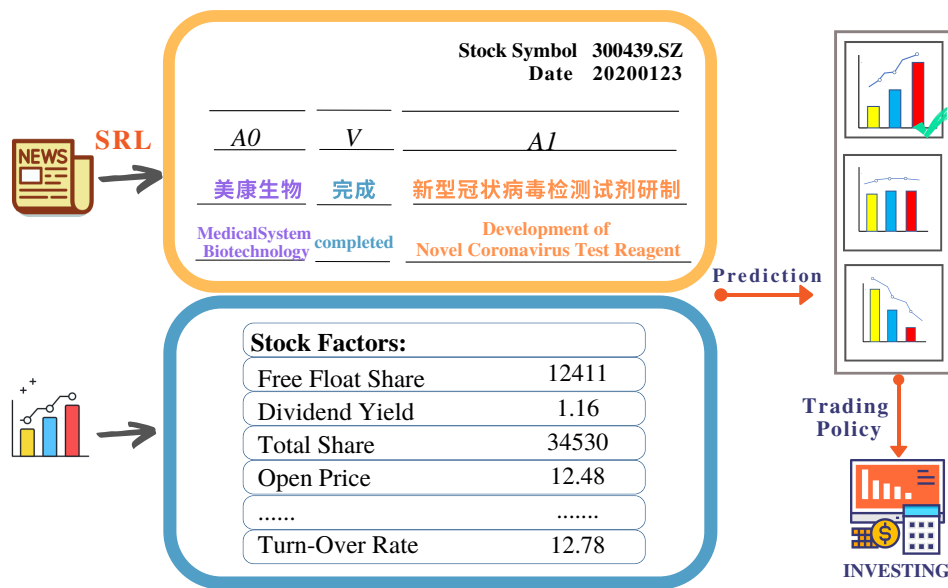 Stock Symbol 300439.SZ
Date 20200123
NEWS
SRL
A0 V A1
美康生物 完成 新型冠状病毒检测试剂研制
MedicalSystem
Biotechnology
completed
Development of
Novel Coronavirus Test Reagent
Prediction
Stock Factors:
Free Float Share 12411
Dividend Yield 1.16
Total Share 34530
Open Price 12.48
...... .......
Turn-Over Rate 12.78
Trading
Policy
$
INVESTING